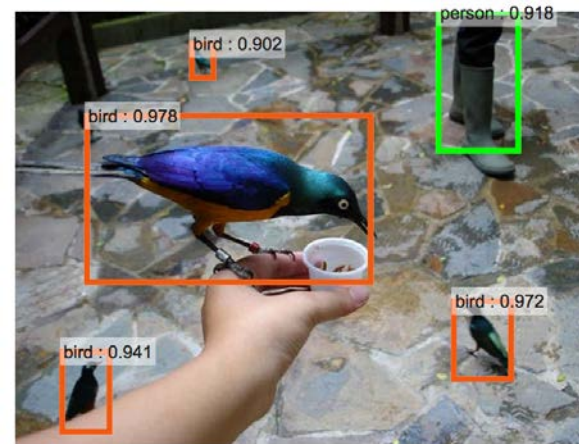 person : 0.918
bird : 0.902
bird : 0.978
bird : 0.972
bird : 0.941